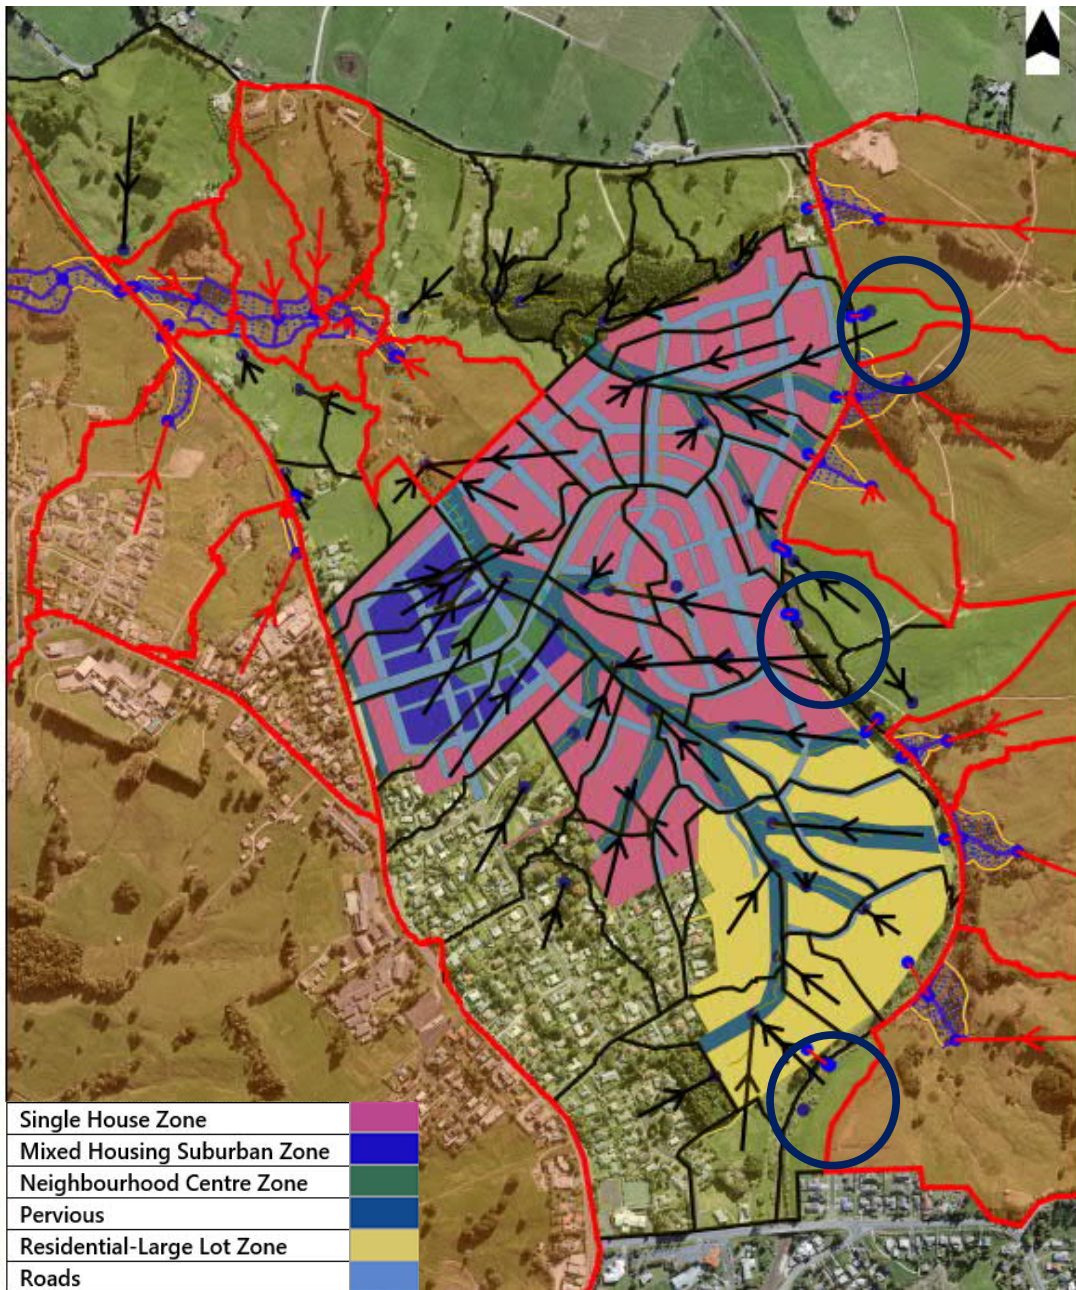 Single House Zone
Mixed Housing Suburban Zone
Neighbourhood Centre Zone
Pervious
Residential-Large Lot Zone
Roads